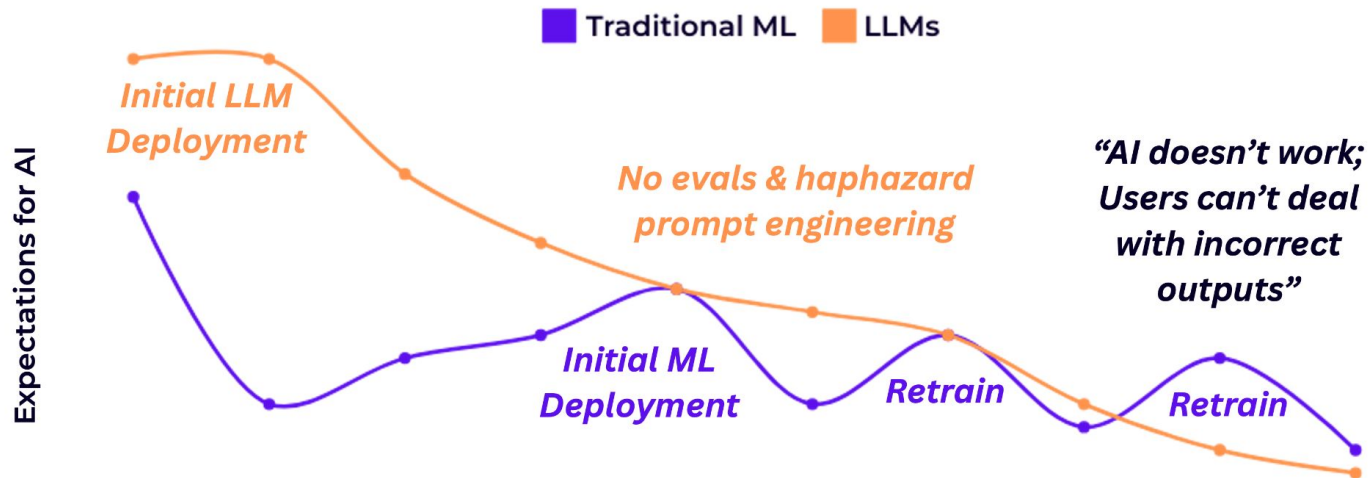 Traditional ML LLMs
Initial LLM
Deployment
Expectations for AI
No evals & haphazard
prompt engineering
“AI doesn’t work;
Users can’t deal
with incorrect
outputs”
Initial ML
Deployment
Retrain
Retrain